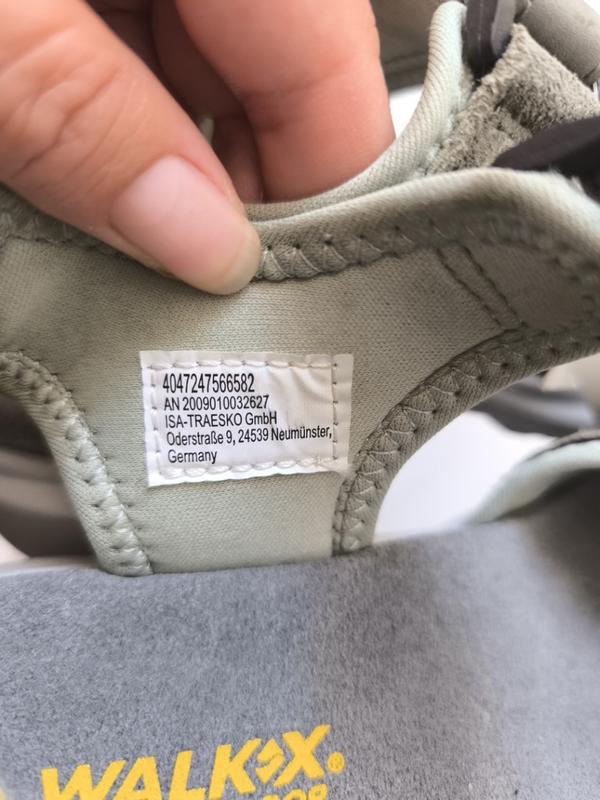 4047247566582
AN 2009010032627
ISA-TRAESKO GmbH
Oderstraße 9, 24539 Neumünster,
Germany
WALKX®